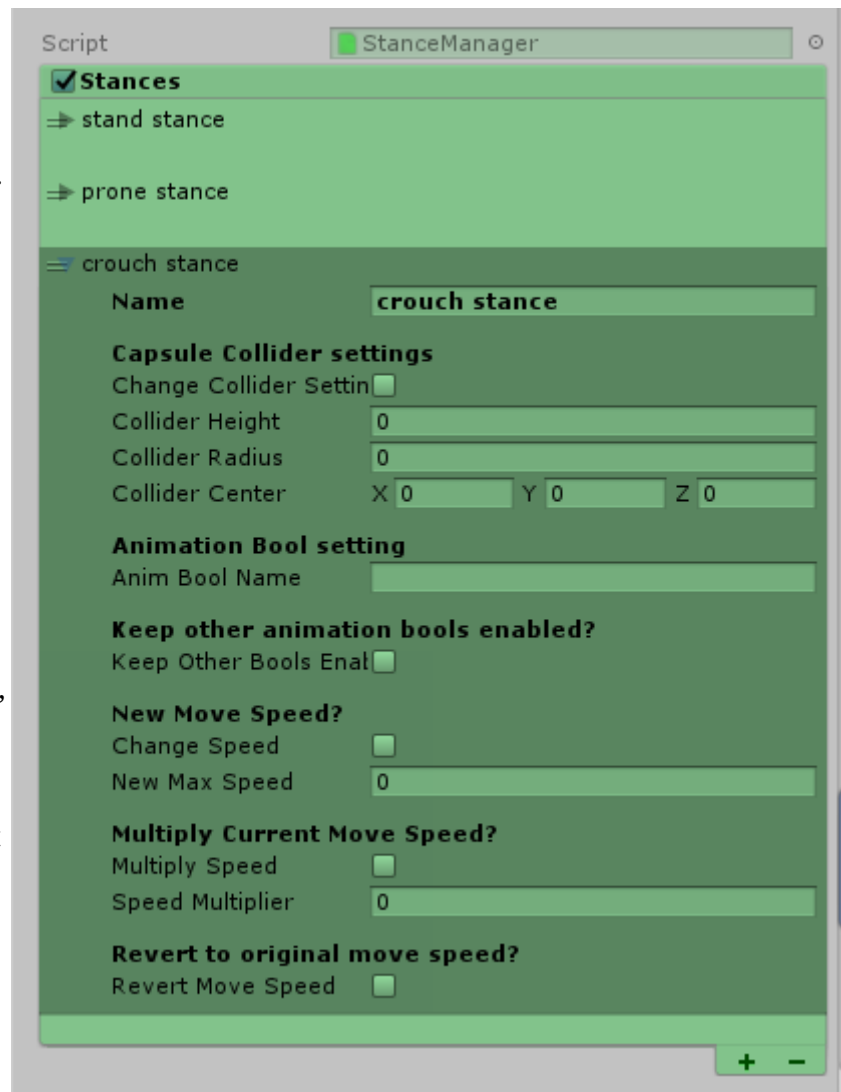 Script StanceManager
Stances
stand stance
prone stance
crouch stance
Name crouch stance
Capsule Collider settings
Change Collider Settin
Collider Height 0
Collider Radius 0
Collider Center X 0 Y 0 Z 0
Animation Bool setting
Anim Bool Name
Keep other animation bools enabled?
Keep Other Bools Enab
New Move Speed?
Change Speed
New Max Speed 0
Multiply Current Move Speed?
Multiply Speed
Speed Multiplier 0
Revert to original move speed?
Revert Move Speed
+ -